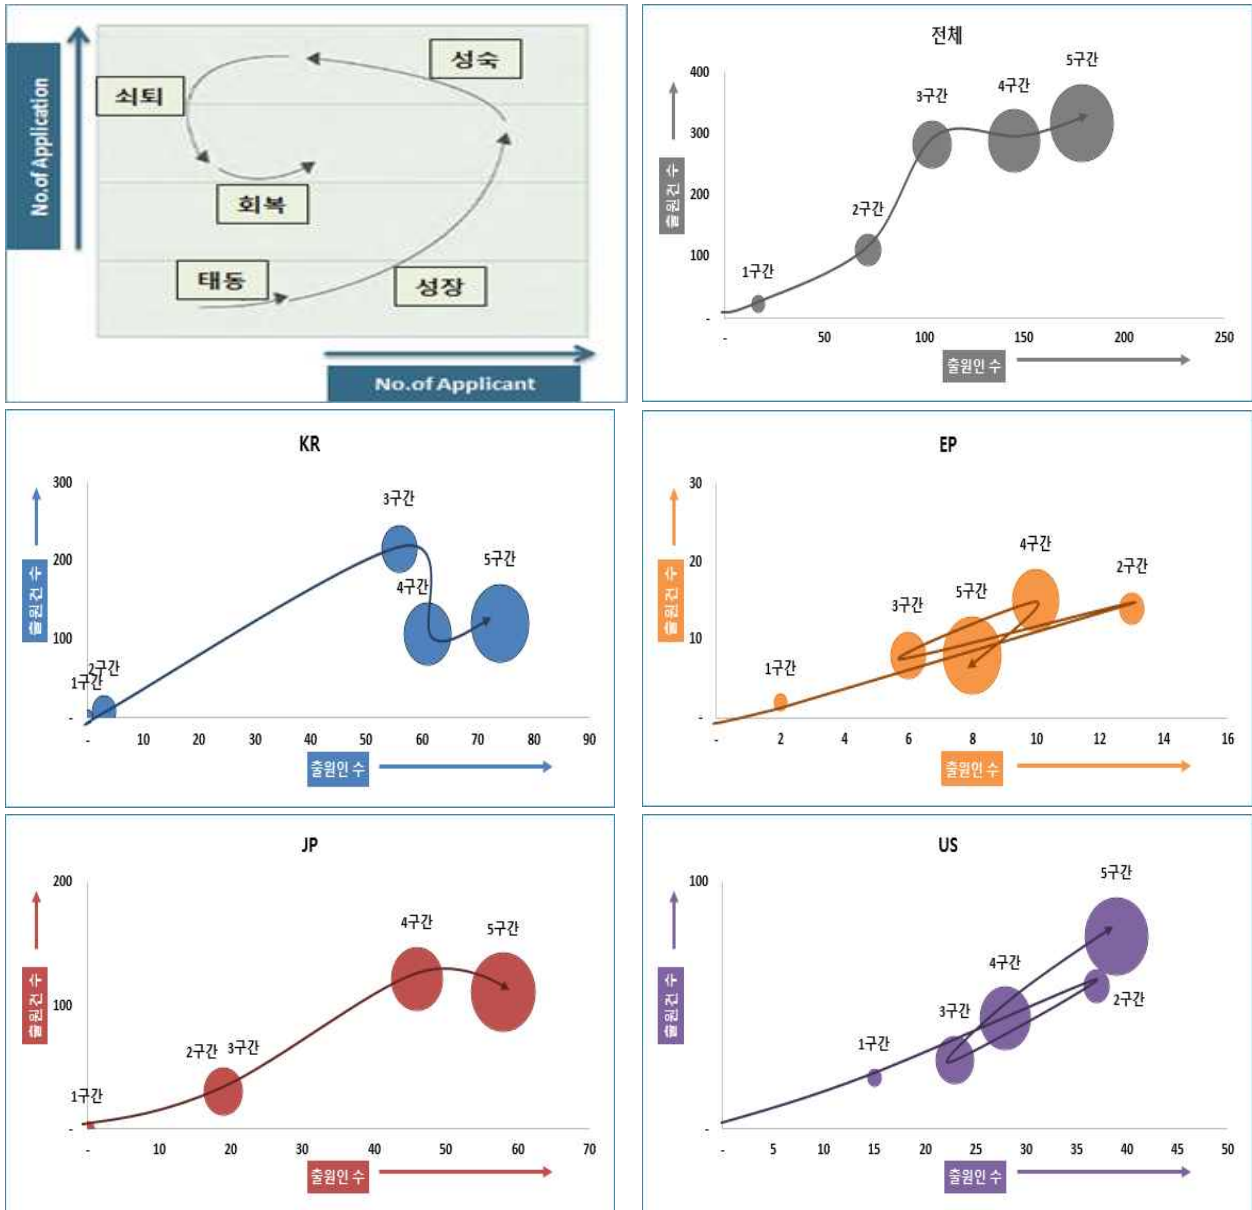 No.of Application
성숙
쇠퇴
회복
태동
성장
No.of Applicant
전체
출원건 수
400
300
200
100
-
1구간
2구간
3구간
4구간
5구간
- 50 100 150 200 250
출원인 수
KR
출원건 수
300
200
100
-
1구간
2구간
3구간
4구간
5구간
- 10 20 30 40 50 60 70 80 90
출원인 수
EP
출원건 수
30
20
10
-
1구간
3구간
5구간
4구간
2구간
- 2 4 6 8 10 12 14 16
출원인 수
JP
출원건 수
200
100
-
1구간
2구간
3구간
4구간
5구간
- 10 20 30 40 50 60 70
출원인 수
US
출원건 수
100
-
1구간
3구간
4구간
5구간
2구간
- 5 10 15 20 25 30 35 40 45 50
출원인 수